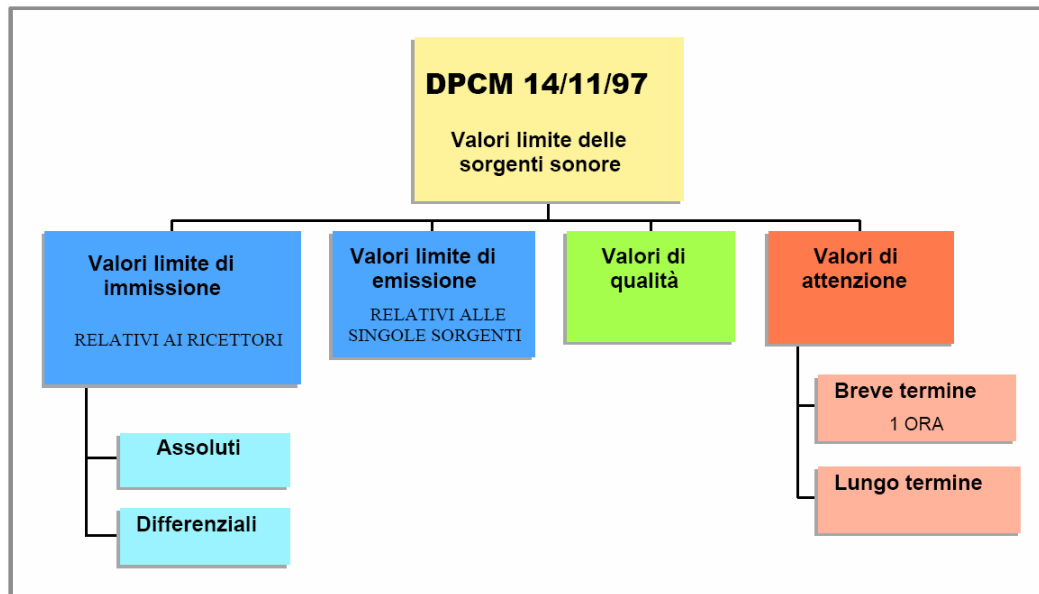 DPCM 14/11/97
Valori limite delle
sorgenti sonore
Valori limite di
immissione
RELATIVI AI RICETTORI
Valori limite di
emissione
RELATIVI ALLE
SINGOLE SORGENTI
Valori di
qualità
Valori di
attenzione
Assoluti
Differenziali
Breve termine
1 ORA
Lungo termine